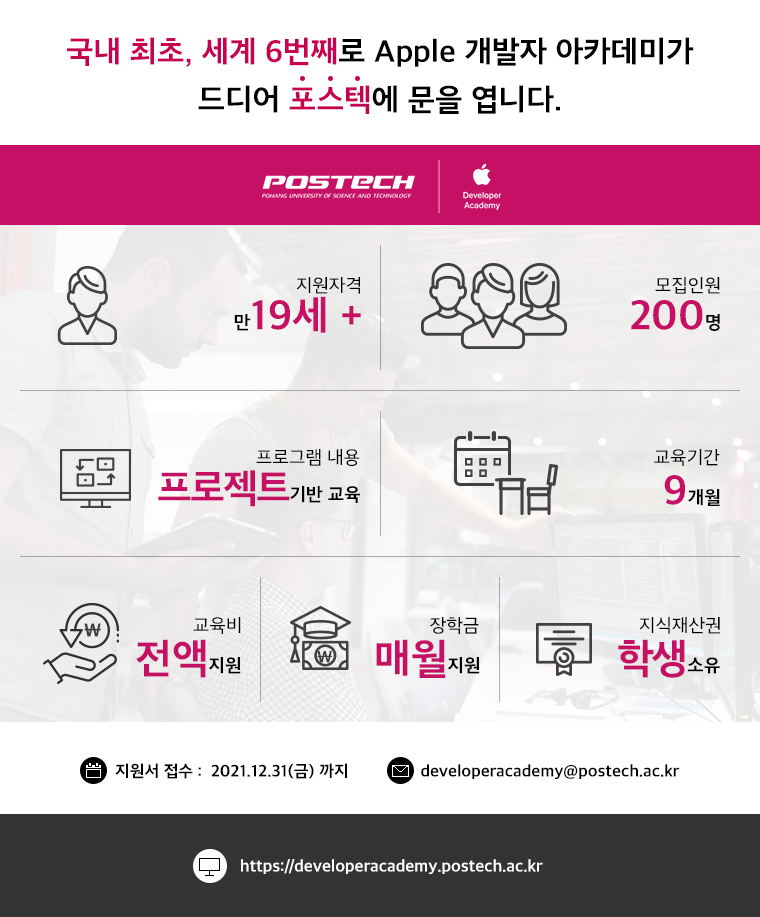 국내 최초, 세계 6번째로 Apple 개발자 아카데미가
드디어 포스텍에 문을 엽니다.
POSTECH
POHANG UNIVERSITY OF SCIENCE AND TECHNOLOGY
Developer
Academy
지원자격
만19세 +
모집인원
200명
프로그램 내용
프로젝트기반 교육
교육기간
9개월
교육비
전액지원
장학금
매월지원
지식재산권
학생소유
지원서 접수 : 2021.12.31(금) 까지
developeracademy@postech.ac.kr
https://developeracademy.postech.ac.kr